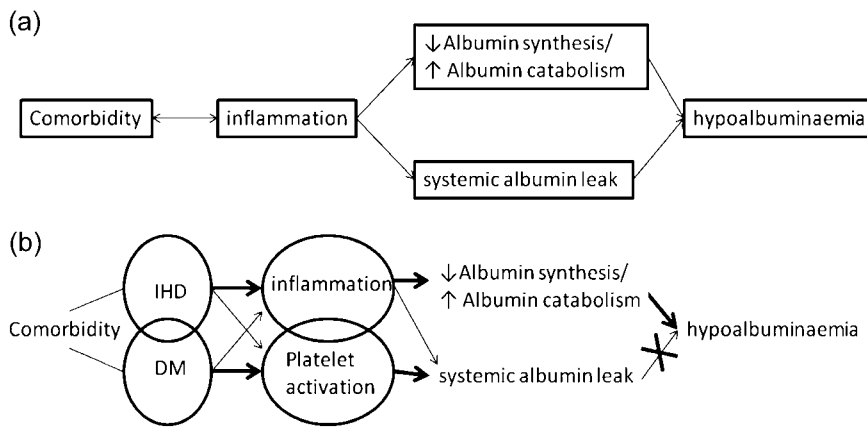 (a)
↓ Albumin synthesis/
↑ Albumin catabolism
Comorbidity
inflammation
hypoalbuminaemia
systemic albumin leak
(b)
IHD
inflammation
↓ Albumin synthesis/
↑ Albumin catabolism
Comorbidity
hypoalbuminaemia
DM
Platelet
activation
systemic albumin leak